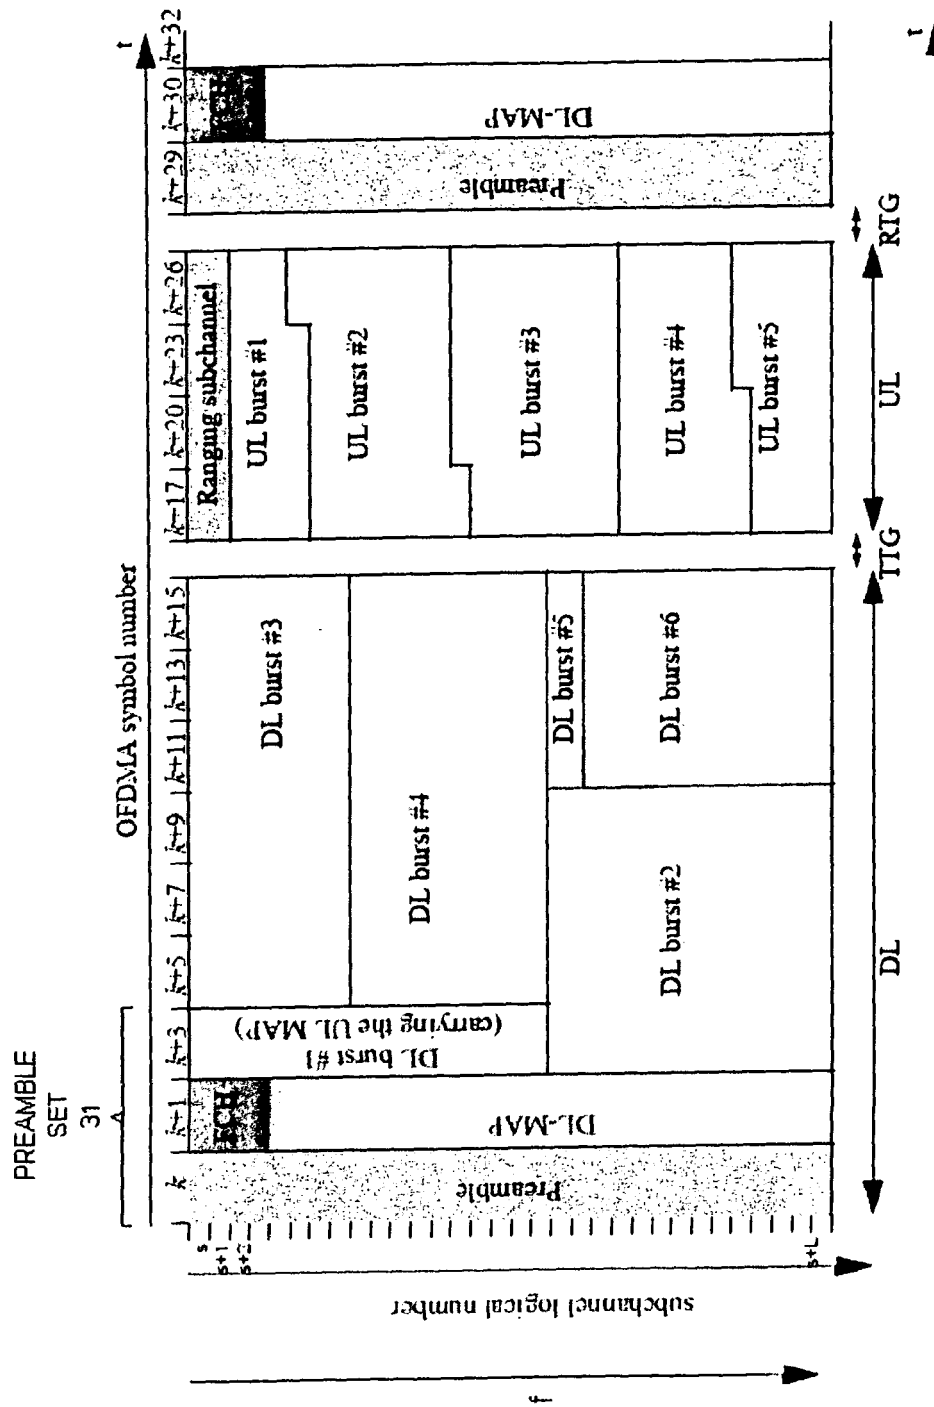 PREAMBLE
SET
31
OFDMA symbol number
t
k
k+1
k+3
k+5
k+7
k+9
k+11
k+13
k+15
k+17
k+20
k+23
k+26
k+29
k+30
k+32
s
s+1
s+2
s+L
subchannel logical number
f
Preamble
FCH
DL-MAP
DL burst #1
(carrying the UL MAP)
DL burst #3
DL burst #4
DL burst #2
DL burst #5
DL burst #6
Ranging subchannel
UL burst #1
UL burst #2
UL burst #3
UL burst #4
UL burst #5
Preamble
FCH
DL-MAP
DL
TTG
UL
RTG
t